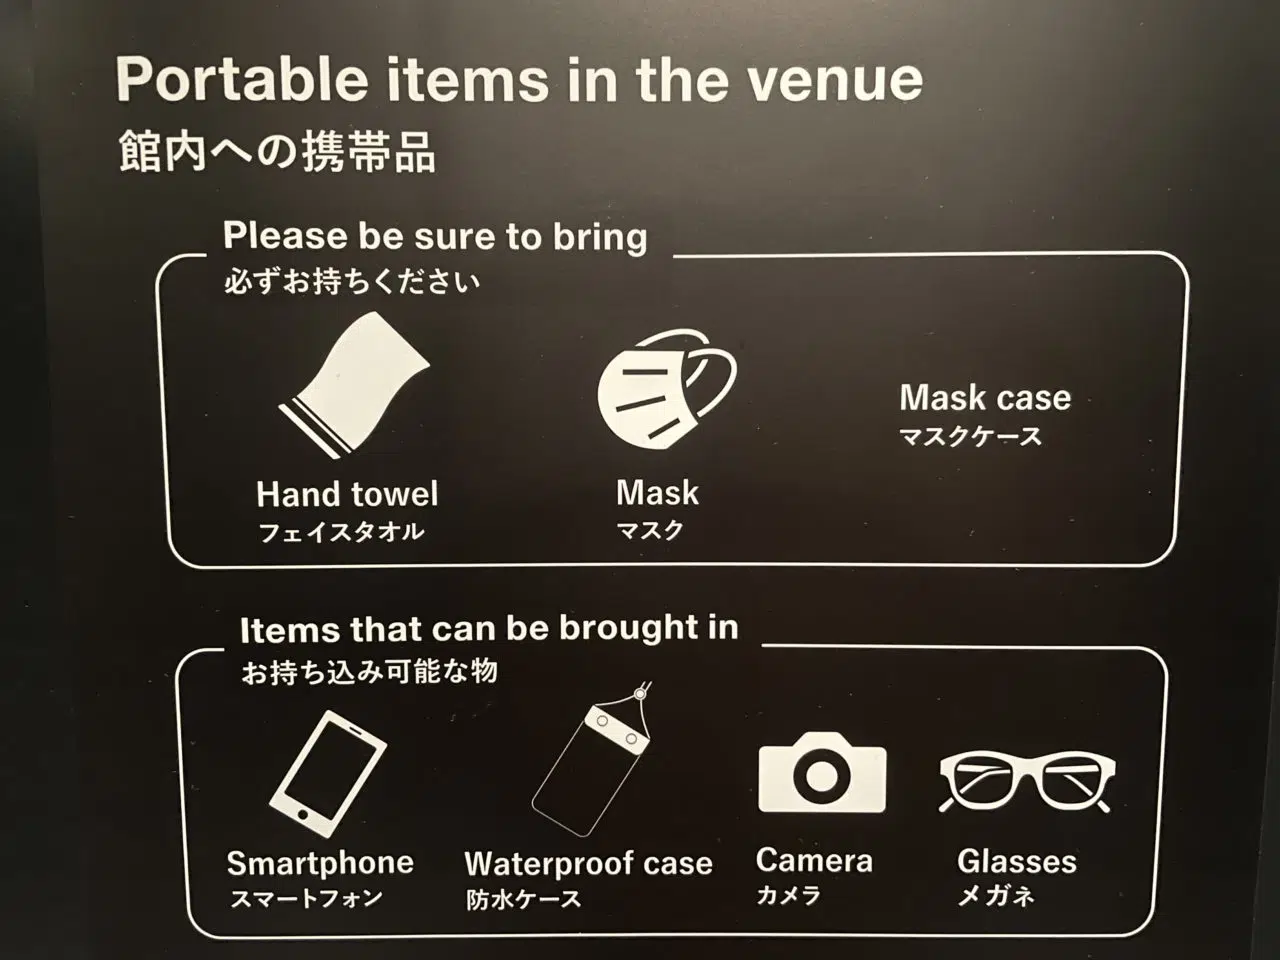 Portable items in the venue
館内への携帯品
Please be sure to bring
必ずお持ちください
Hand towel
フェイスタオル
Mask
マスク
Mask case
マスクケース
Items that can be brought in
お持ち込み可能な物
Smartphone
スマートフォン
Waterproof case
防水ケース
Camera
カメラ
Glasses
メガネ